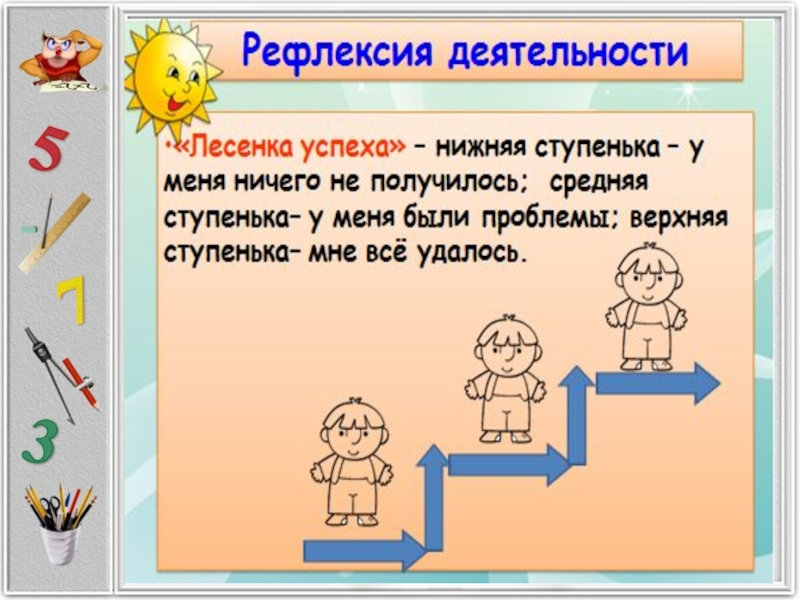 Рефлексия деятельности
•«Лесенка успеха» – нижняя ступенька – у
меня ничего не получилось; средняя
ступенька– у меня были проблемы; верхняя
ступенька– мне всё удалось.
5
7
3